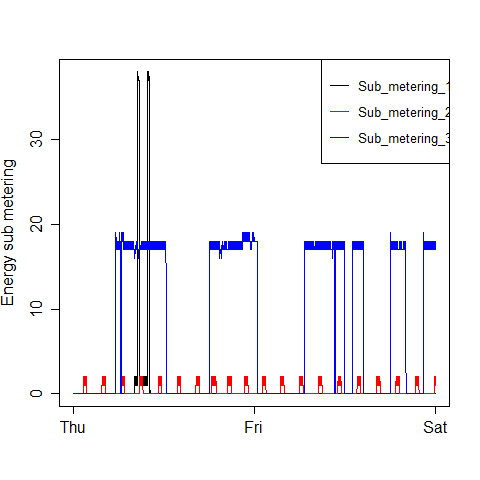 Sub_metering_1
Sub_metering_2
Sub_metering_3
Energy sub metering
30
20
10
0
Thu Fri Sat